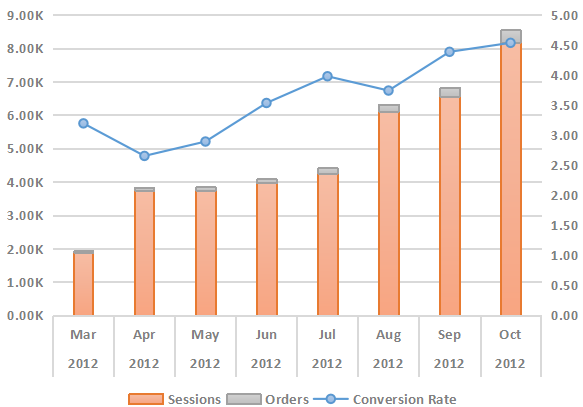 9.00K 5.00
8.00K 4.50
7.00K 4.00
6.00K 3.50
5.00K 3.00
4.00K 2.50
3.00K 2.00
2.00K 1.50
1.00K 1.00
0.00K 0.50
0.00
Mar Apr May Jun Jul Aug Sep Oct
2012 2012 2012 2012 2012 2012 2012 2012
Sessions Orders Conversion Rate